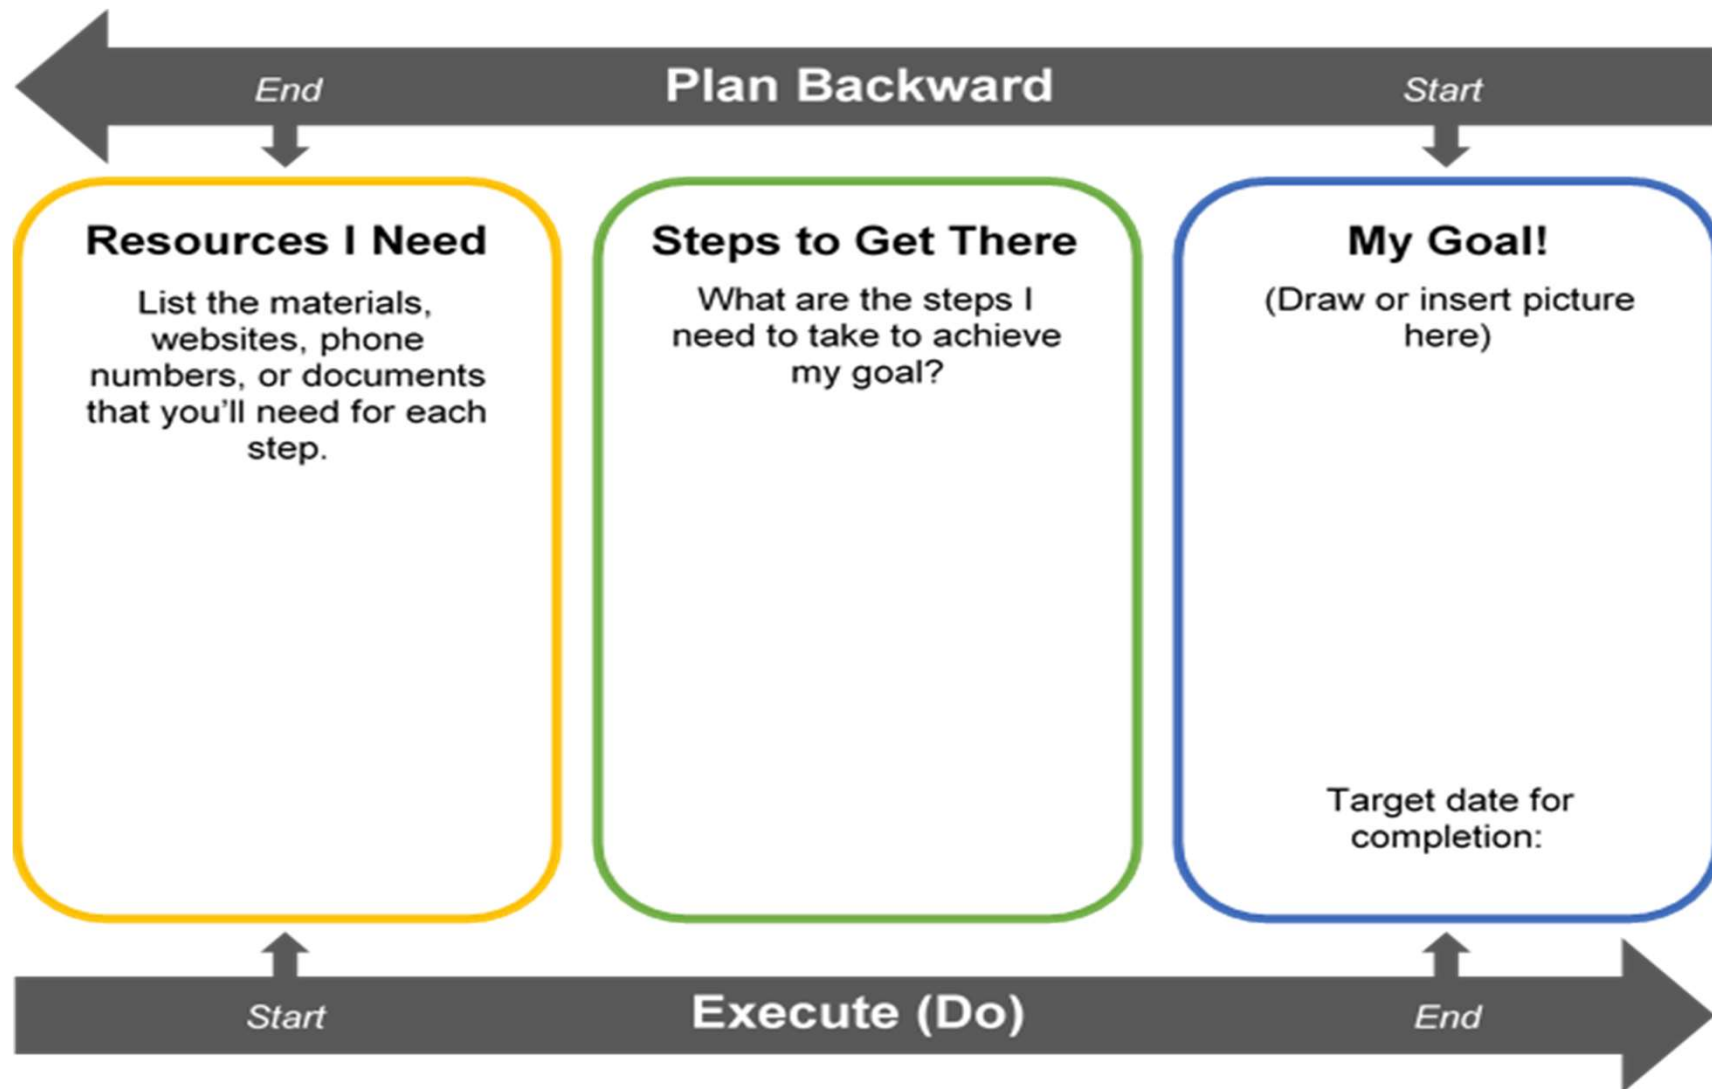 End Plan Backward Start
Resources I Need
List the materials,
websites, phone
numbers, or documents
that you’ll need for each
step.
Steps to Get There
What are the steps I
need to take to achieve
my goal?
My Goal!
(Draw or insert picture
here)
Target date for
completion:
Start Execute (Do) End